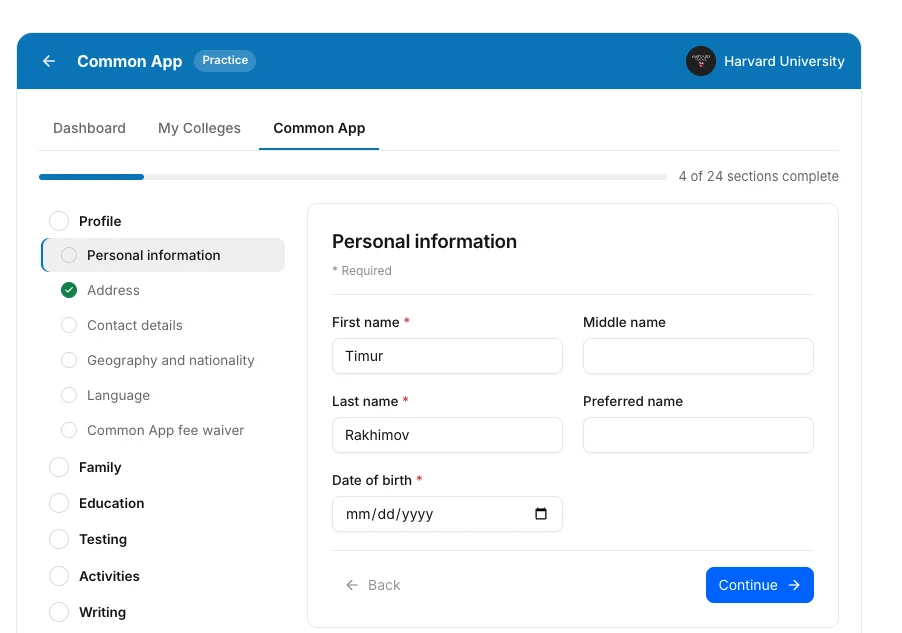 Common App Practice Harvard University
Dashboard My Colleges Common App
4 of 24 sections complete
Profile
Personal information
Address
Contact details
Geography and nationality
Language
Common App fee waiver
Family
Education
Testing
Activities
Writing
Personal information
* Required
First name * Middle name
Timur
Last name * Preferred name
Rakhimov
Date of birth *
mm/dd/yyyy
Back Continue